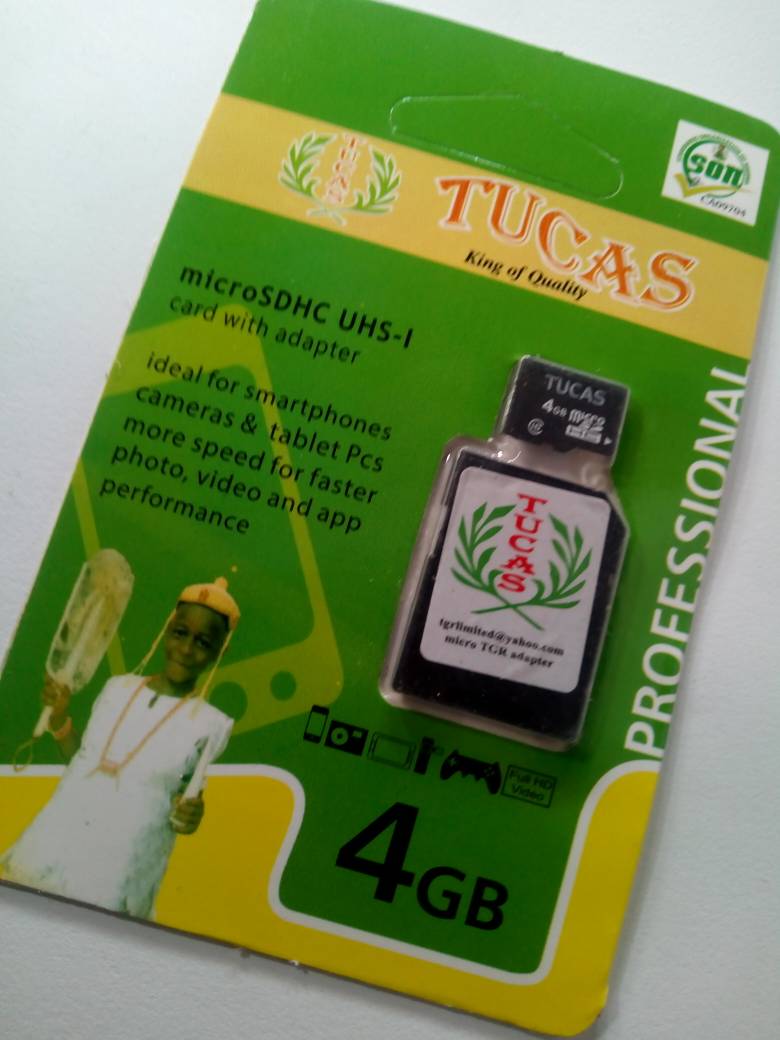 SON
CA09704
TUCAS
TUCAS
King of Quality
microSDHC UHS-I
card with adapter
ideal for smartphones
cameras & tablet Pcs
more speed for faster
photo, video and app
performance
TUCAS
4GB micro
TUCAS
tgrlimited@yahoo.com
micro TGR adapter
PROFESSIONAL
Full HD
Video
4GB